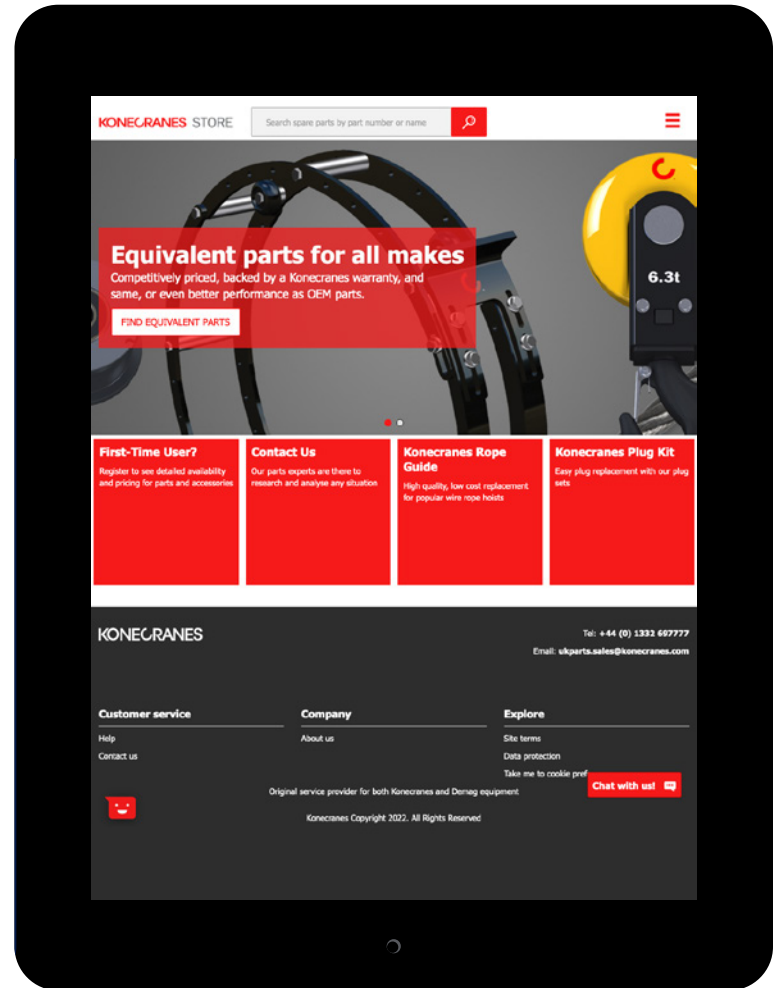 KONECRANES STORE
Search spare parts by part number or name
6.3t
Equivalent parts for all makes
Competitively priced, backed by a Konecranes warranty, and
same, or even better performance as OEM parts.
FIND EQUIVALENT PARTS
First-Time User?
Register to see detailed availability
and pricing for parts and accessories
Contact Us
Our parts experts are there to
research and analyse any situation
Konecranes Rope
Guide
High quality, low cost replacement
for popular wire rope hoists
Konecranes Plug Kit
Easy plug replacement with our plug
sets
KONECRANES
Tel: +44 (0) 1332 697777
Email: ukparts.sales@konecranes.com
Customer service
Help
Contact us
Company
About us
Explore
Site terms
Data protection
Take me to cookie pref
Chat with us!
Original service provider for both Konecranes and Demag equipment
Konecranes Copyright 2022. All Rights Reserved